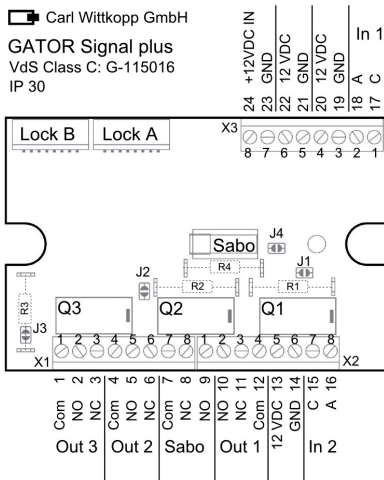 Carl Wittkopp GmbH
GATOR Signal plus
VdS Class C: G-115016
IP 30
24 +12VDC IN
23 GND
22 12 VDC
21 GND
20 12 VDC
19 GND
18 A
17 C
In 1
Lock B
Lock A
X3
8 7 6 5 4 3 2 1
Sabo
J4
R4
J1
J2
R2
R1
R3
J3
Q3
Q2
Q1
X1
1 2 3 4 5 6 7 8 1 2 3 4 5 6 7 8
X2
Com 1
NO 2
NC 3
Com 4
NO 5
NC 6
Com 7
NC 8
NO 9
NO 10
NC 11
Com 12
12 VDC 13
GND 14
C 15
A 16
Out 3
Out 2
Sabo
Out 1
In 2